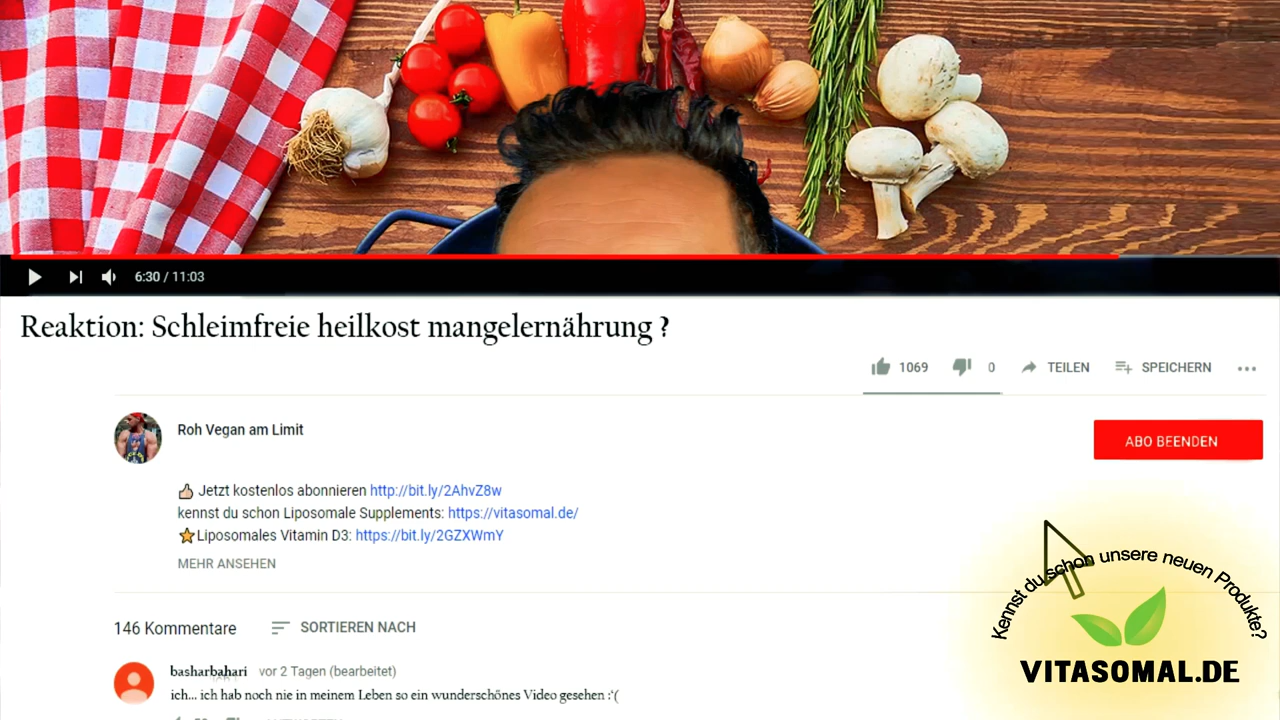 6:30 / 11:03
Reaktion: Schleimfreie heilkost mangelernährung ?
1069 0 TEILEN SPEICHERN
Roh Vegan am Limit
ABO BEENDEN
Jetzt kostenlos abonnieren http://bit.ly/2AhvZ8w
kennst du schon Liposomale Supplements: https://vitasomal.de/
Liposomales Vitamin D3: https://bit.ly/2GZXWmY
MEHR ANSEHEN
Kennst du schon unsere neuen Produkte?
VITASOMAL.DE
146 Kommentare SORTIEREN NACH
basharbahari vor 2 Tagen (bearbeitet)
ich... ich hab noch nie in meinem Leben so ein wunderschönes Video gesehen :'(